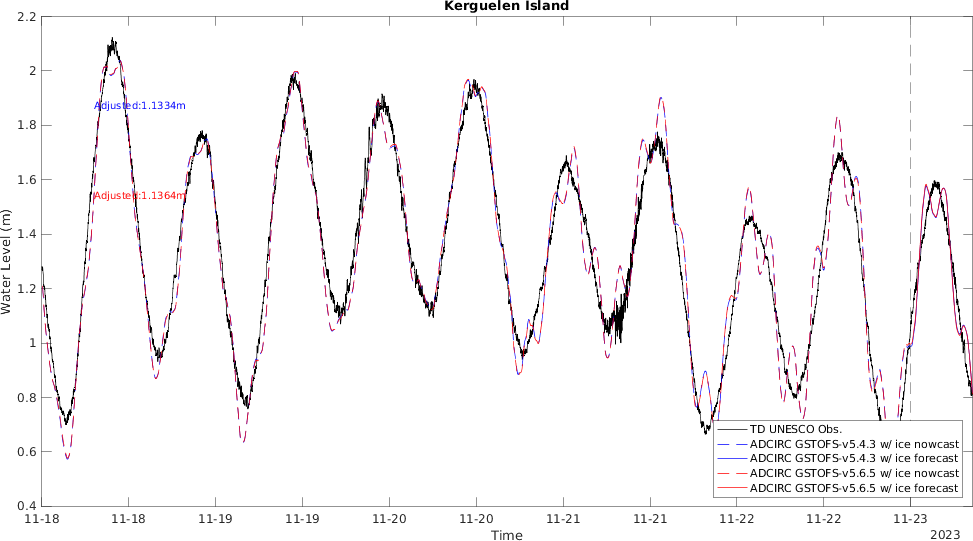 Kerguelen Island
2.2
2
1.8
1.6
1.4
1.2
1
0.8
0.6
0.4
Water Level (m)
Adjusted:1.1334m
Adjusted:1.1364m
TD UNESCO Obs.
ADCIRC GSTOFS-v5.4.3 w/ ice nowcast
ADCIRC GSTOFS-v5.4.3 w/ ice forecast
ADCIRC GSTOFS-v5.6.5 w/ ice nowcast
ADCIRC GSTOFS-v5.6.5 w/ ice forecast
11-18 11-18 11-19 11-19 11-20 11-20 11-21 11-21 11-22 11-22 11-23
Time
2023